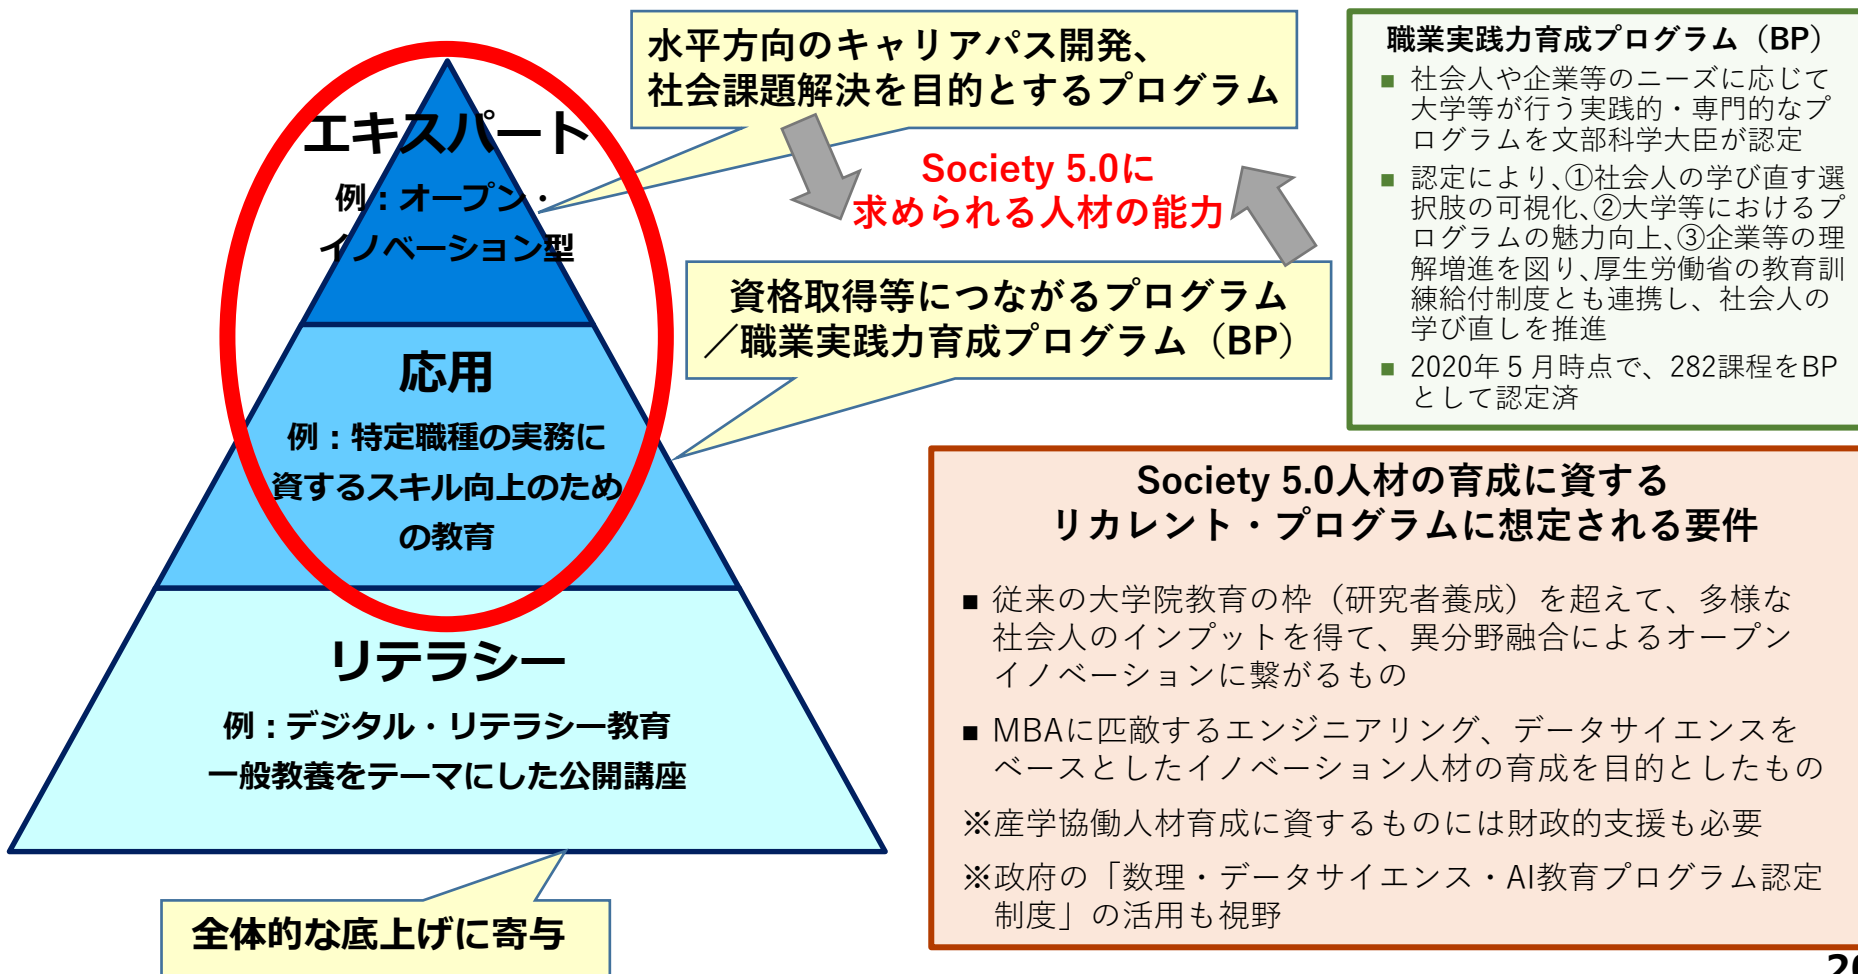 水平方向のキャリアパス開発、
社会課題解決を目的とするプログラム
エキスパート
例：オープン・
イノベーション型
Society 5.0に
求められる人材の能力
資格取得等につながるプログラム
／職業実践力育成プログラム（BP）
応用
例：特定職種の実務に
資するスキル向上のため
の教育
リテラシー
例：デジタル・リテラシー教育
一般教養をテーマにした公開講座
全体的な底上げに寄与
職業実践力育成プログラム（BP）
■ 社会人や企業等のニーズに応じて
大学等が行う実践的・専門的なプ
ログラムを文部科学大臣が認定
■ 認定により、①社会人の学び直す選
択肢の可視化、②大学等におけるプ
ログラムの魅力向上、③企業等の理
解増進を図り、厚生労働省の教育訓
練給付制度とも連携し、社会人の
学び直しを推進
■ 2020年５月時点で、282課程をBP
として認定済
Society 5.0人材の育成に資する
リカレント・プログラムに想定される要件
■ 従来の大学院教育の枠（研究者養成）を超えて、多様な
社会人のインプットを得て、異分野融合によるオープン
イノベーションに繋がるもの
■ MBAに匹敵するエンジニアリング、データサイエンスを
ベースとしたイノベーション人材の育成を目的としたもの
※産学協働人材育成に資するものには財政的支援も必要
※政府の「数理・データサイエンス・AI教育プログラム認定
制度」の活用も視野